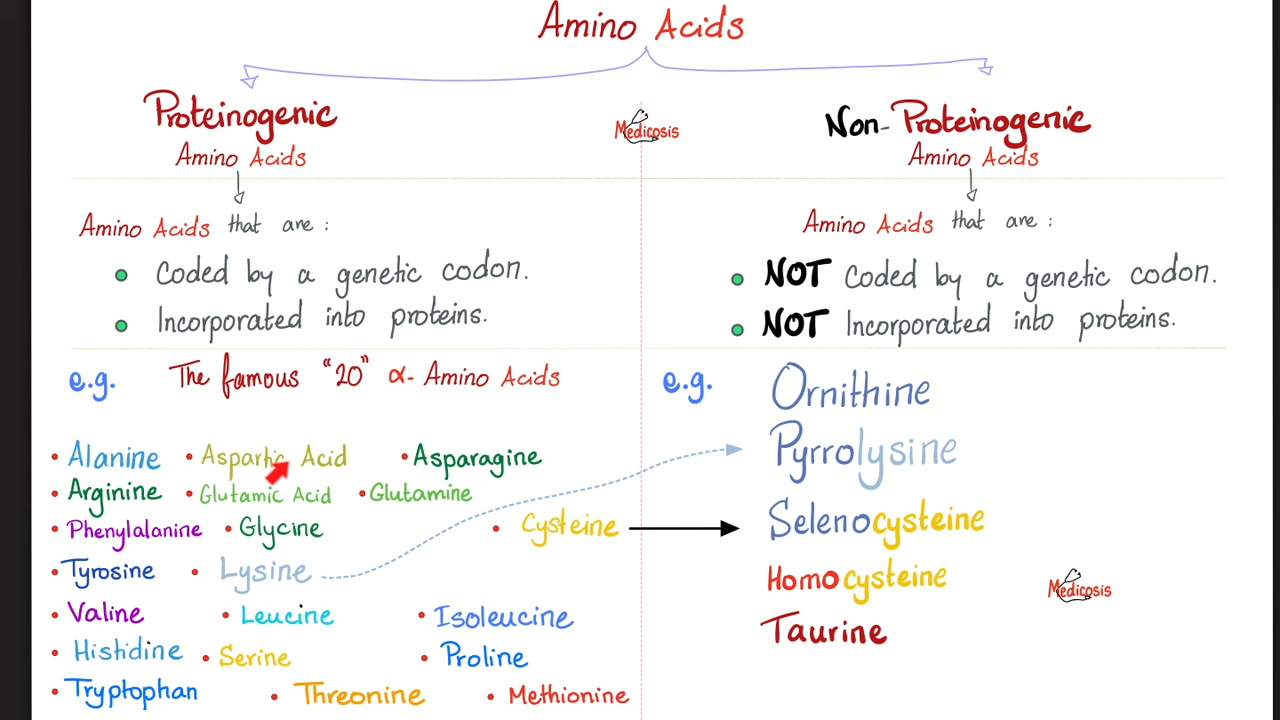 Amino Acids
Proteinogenic
Amino Acids
Amino Acids that are :
Coded by a genetic codon.
Incorporated into proteins.
e.g. The famous "20" α- Amino Acids
• Alanine • Aspartic Acid • Asparagine
• Arginine • Glutamic Acid • Glutamine
• Phenylalanine • Glycine • Cysteine
• Tyrosine • Lysine
• Valine • Leucine • Isoleucine
• Histidine • Serine • Proline
• Tryptophan • Threonine • Methionine
Medicosis
Non-Proteinogenic
Amino Acids
Amino Acids that are :
NOT Coded by a genetic codon.
NOT Incorporated into proteins.
e.g. Ornithine
Pyrrolysine
Selenocysteine
Homocysteine
Taurine
Medicosis